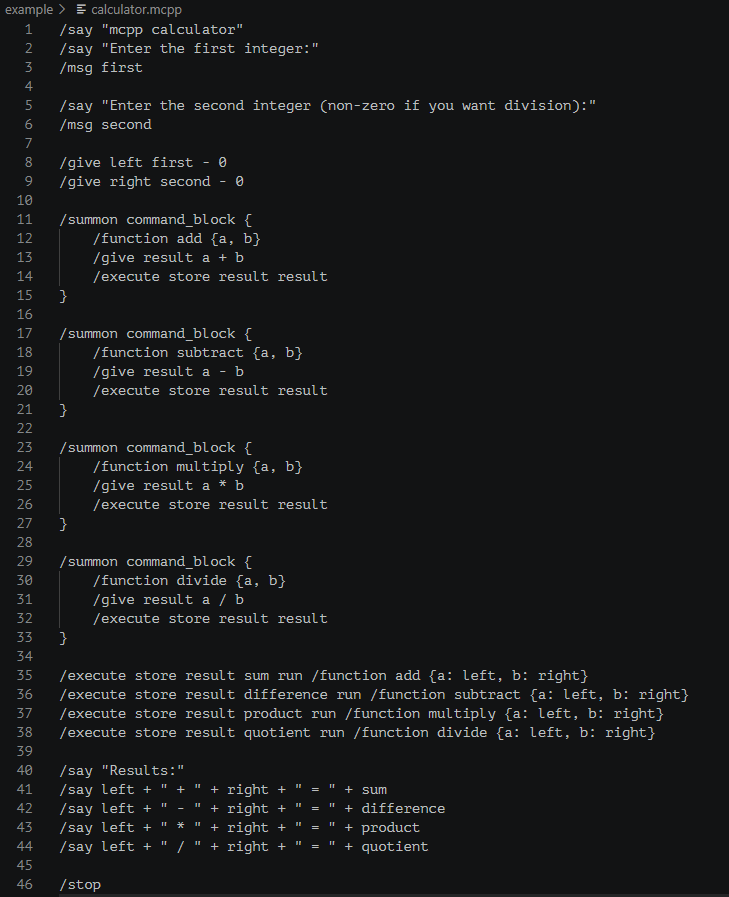 example > calculator.mcpp
1 /say "mcpp calculator"
2 /say "Enter the first integer:"
3 /msg first
4
5 /say "Enter the second integer (non-zero if you want division):"
6 /msg second
7
8 /give left first - 0
9 /give right second - 0
10
11 /summon command_block {
12     /function add {a, b}
13     /give result a + b
14     /execute store result result
15 }
16
17 /summon command_block {
18     /function subtract {a, b}
19     /give result a - b
20     /execute store result result
21 }
22
23 /summon command_block {
24     /function multiply {a, b}
25     /give result a * b
26     /execute store result result
27 }
28
29 /summon command_block {
30     /function divide {a, b}
31     /give result a / b
32     /execute store result result
33 }
34
35 /execute store result sum run /function add {a: left, b: right}
36 /execute store result difference run /function subtract {a: left, b: right}
37 /execute store result product run /function multiply {a: left, b: right}
38 /execute store result quotient run /function divide {a: left, b: right}
39
40 /say "Results:"
41 /say left + " + " + right + " = " + sum
42 /say left + " - " + right + " = " + difference
43 /say left + " * " + right + " = " + product
44 /say left + " / " + right + " = " + quotient
45
46 /stop